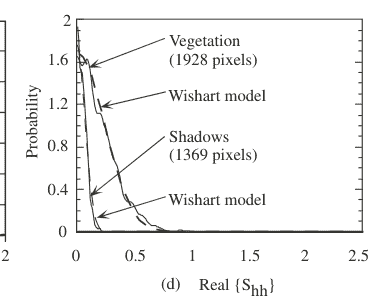 2
1.6
1.2
0.8
0.4
0
Probability
Vegetation
(1928 pixels)
Wishart model
Shadows
(1369 pixels)
Wishart model
2
0 0.5 1 1.5 2 2.5
(d) Real {Shh}